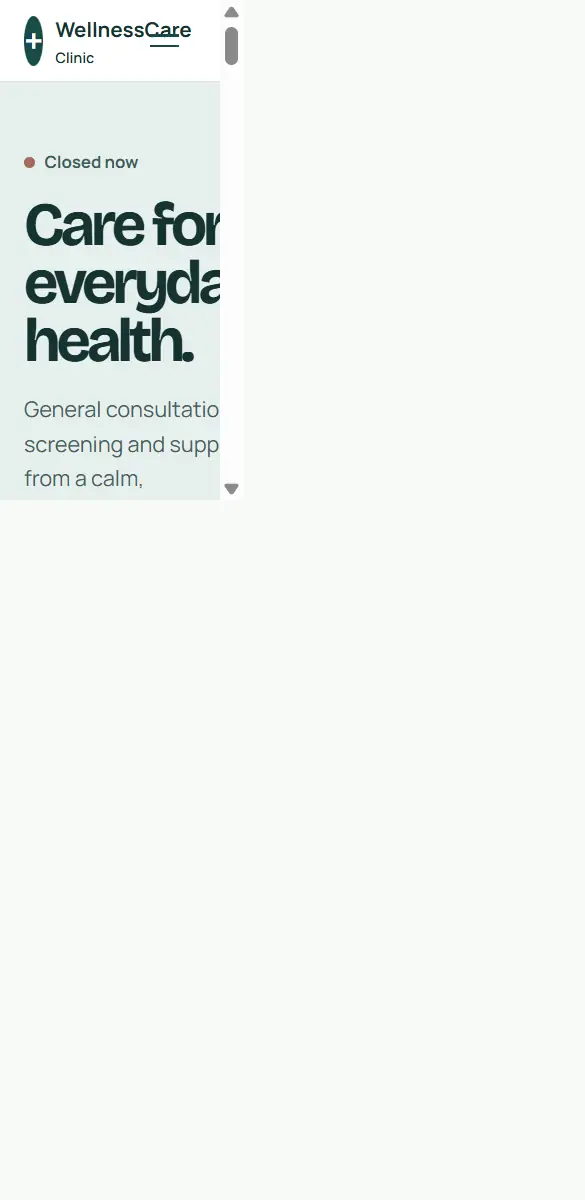 WellnessCare
Clinic
Closed now
Care for
everyda
health.
General consultatio
screening and supp
from a calm,